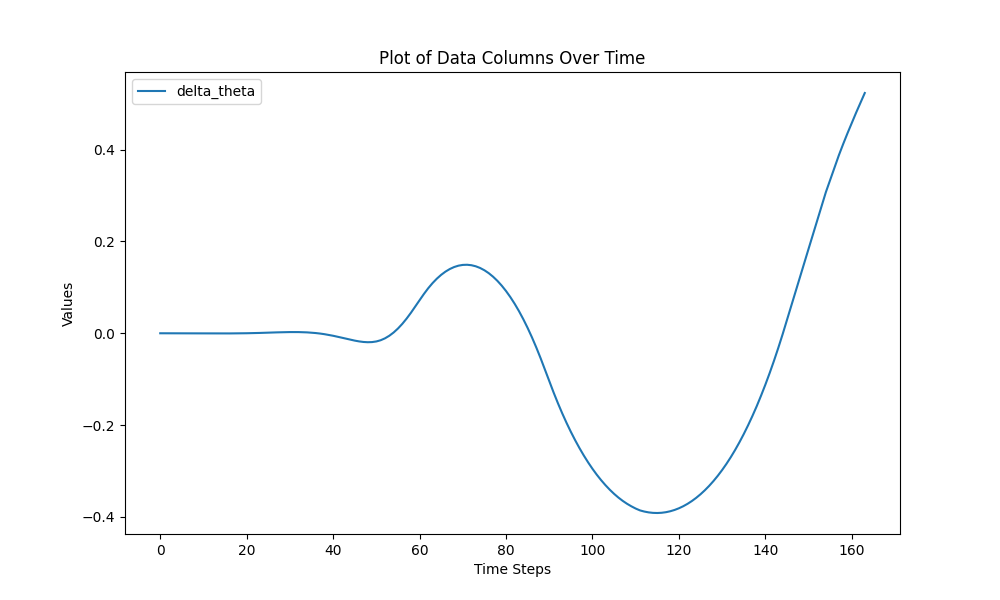 Plot of Data Columns Over Time
delta_theta
Values
0.4
0.2
0.0
−0.2
−0.4
0 20 40 60 80 100 120 140 160
Time Steps